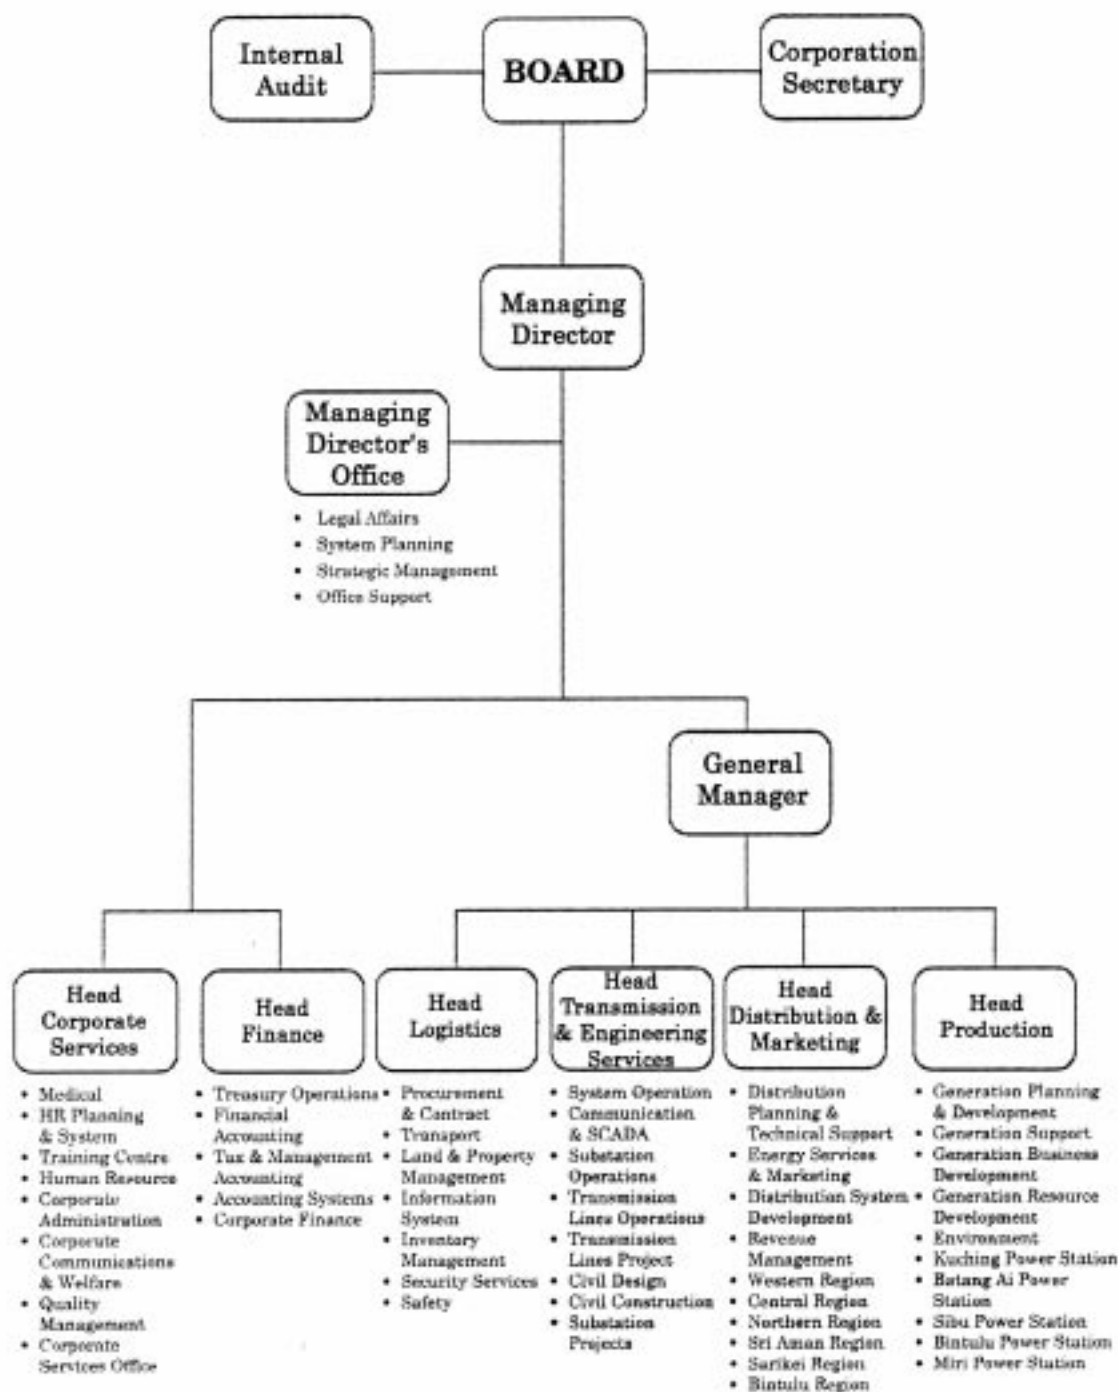 Internal
Audit
BOARD
Corporation
Secretary
Managing
Director
Managing
Director's
Office
• Legal Affairs
• System Planning
• Strategic Management
• Office Support
General
Manager
Head
Corporate
Services
• Medical
• HR Planning
& System
• Training Centre
• Human Resource
• Corporate
Administration
• Corporate
Communications
& Welfare
• Quality
Management
• Corporate
Services Office
Head
Finance
• Treasury Operations
• Financial
Accounting
• Tax & Management
Accounting
• Accounting Systems
• Corporate Finance
Head
Logistics
• Procurement
& Contract
• Transport
• Land & Property
Management
• Information
System
• Inventory
Management
• Security Services
• Safety
Head
Transmission
& Engineering
Services
• System Operation
• Communication
& SCADA
• Substation
Operations
• Transmission
Lines Operations
• Transmission
Lines Project
• Civil Design
• Civil Construction
• Substation
Projects
Head
Distribution &
Marketing
• Distribution
Planning &
Technical Support
• Energy Services
& Marketing
• Distribution System
Development
• Revenue
Management
• Western Region
• Central Region
• Northern Region
• Sri Aman Region
• Sarikei Region
• Bintulu Region
Head
Production
• Generation Planning
& Development
• Generation Support
• Generation Business
Development
• Generation Resource
Development
• Environment
• Kuching Power Station
• Batang Ai Power
Station
• Sibu Power Station
• Bintulu Power Station
• Miri Power Station